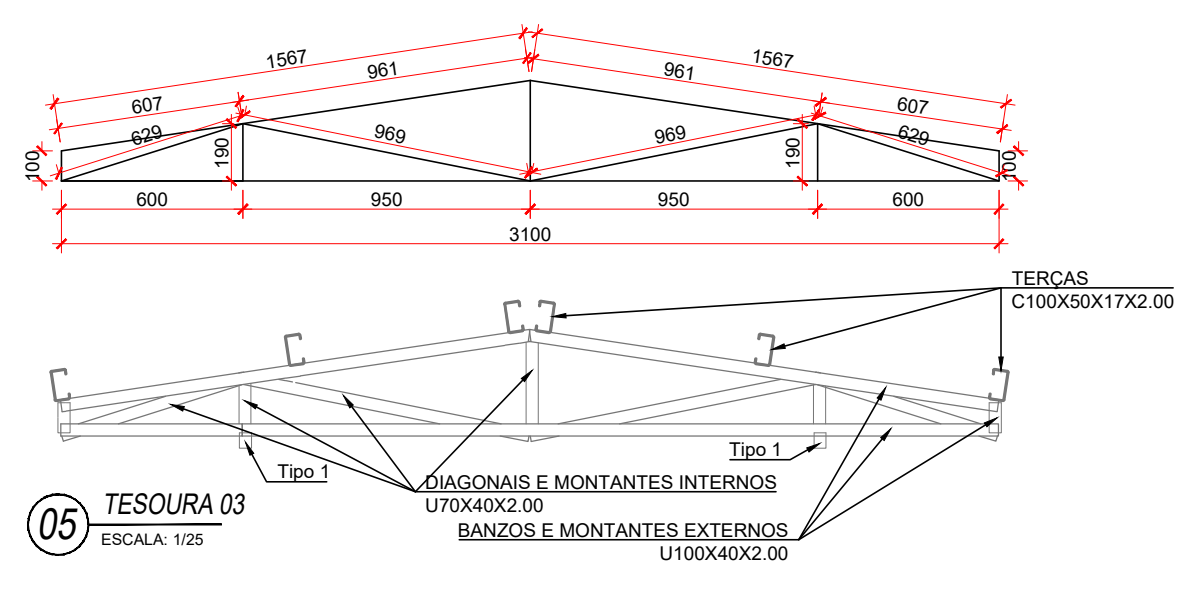 1567
1567
961
961
607
607
629
629
969
969
190
190
100
100
600
950
950
600
3100
TERÇAS
C100X50X17X2.00
Tipo 1
Tipo 1
DIAGONAIS E MONTANTES INTERNOS
U70X40X2.00
BANZOS E MONTANTES EXTERNOS
U100X40X2.00
05
TESOURA 03
ESCALA: 1/25